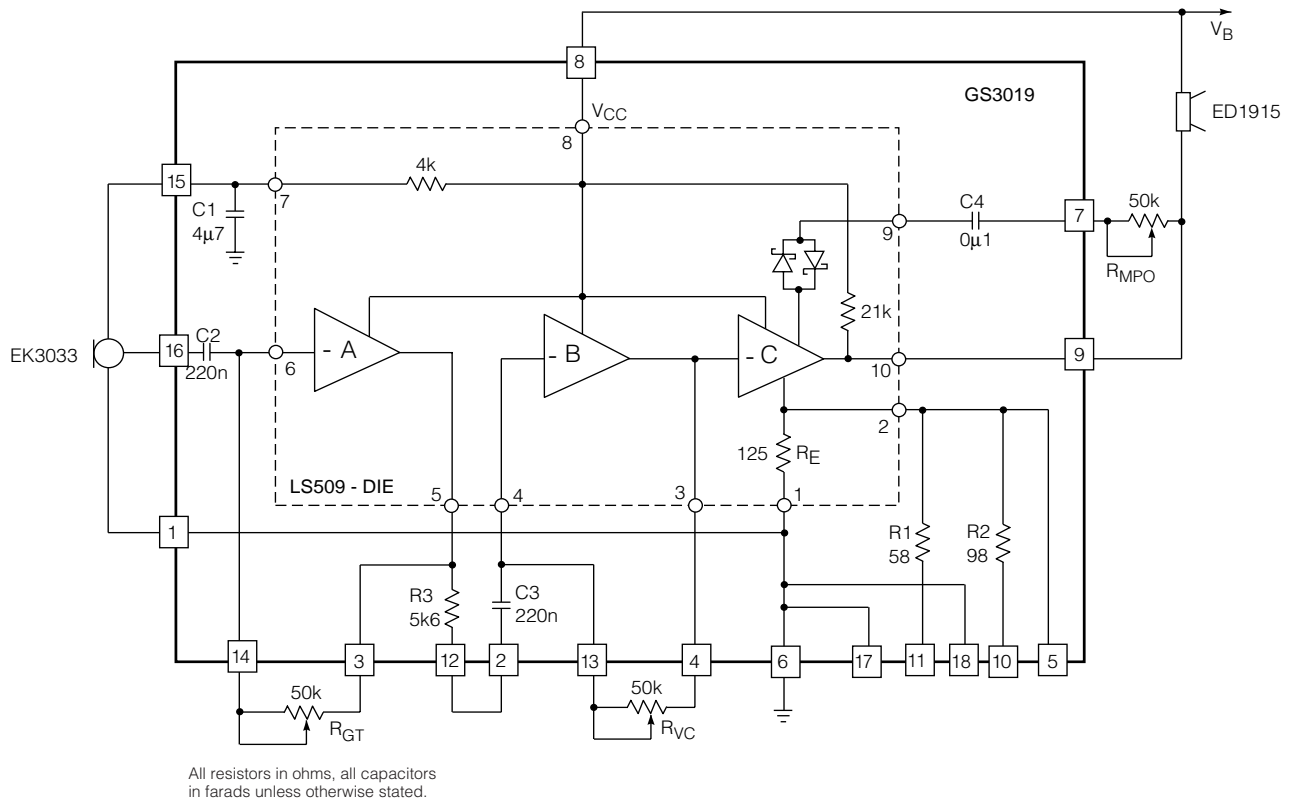 V_B
8
GS3019
ED1915
V_CC
8
15
4k
7
C1
4µ7
C4
0µ1
9
7
50k
R_MPO
21k
EK3033
16
C2
220n
6
- A
- B
- C
10
9
2
125
R_E
LS509 - DIE
5
4
3
1
1
R1
58
R2
98
R3
5k6
C3
220n
14
3
12
2
13
4
6
17
11
18
10
5
50k
R_GT
50k
R_VC
All resistors in ohms, all capacitors
in farads unless otherwise stated.